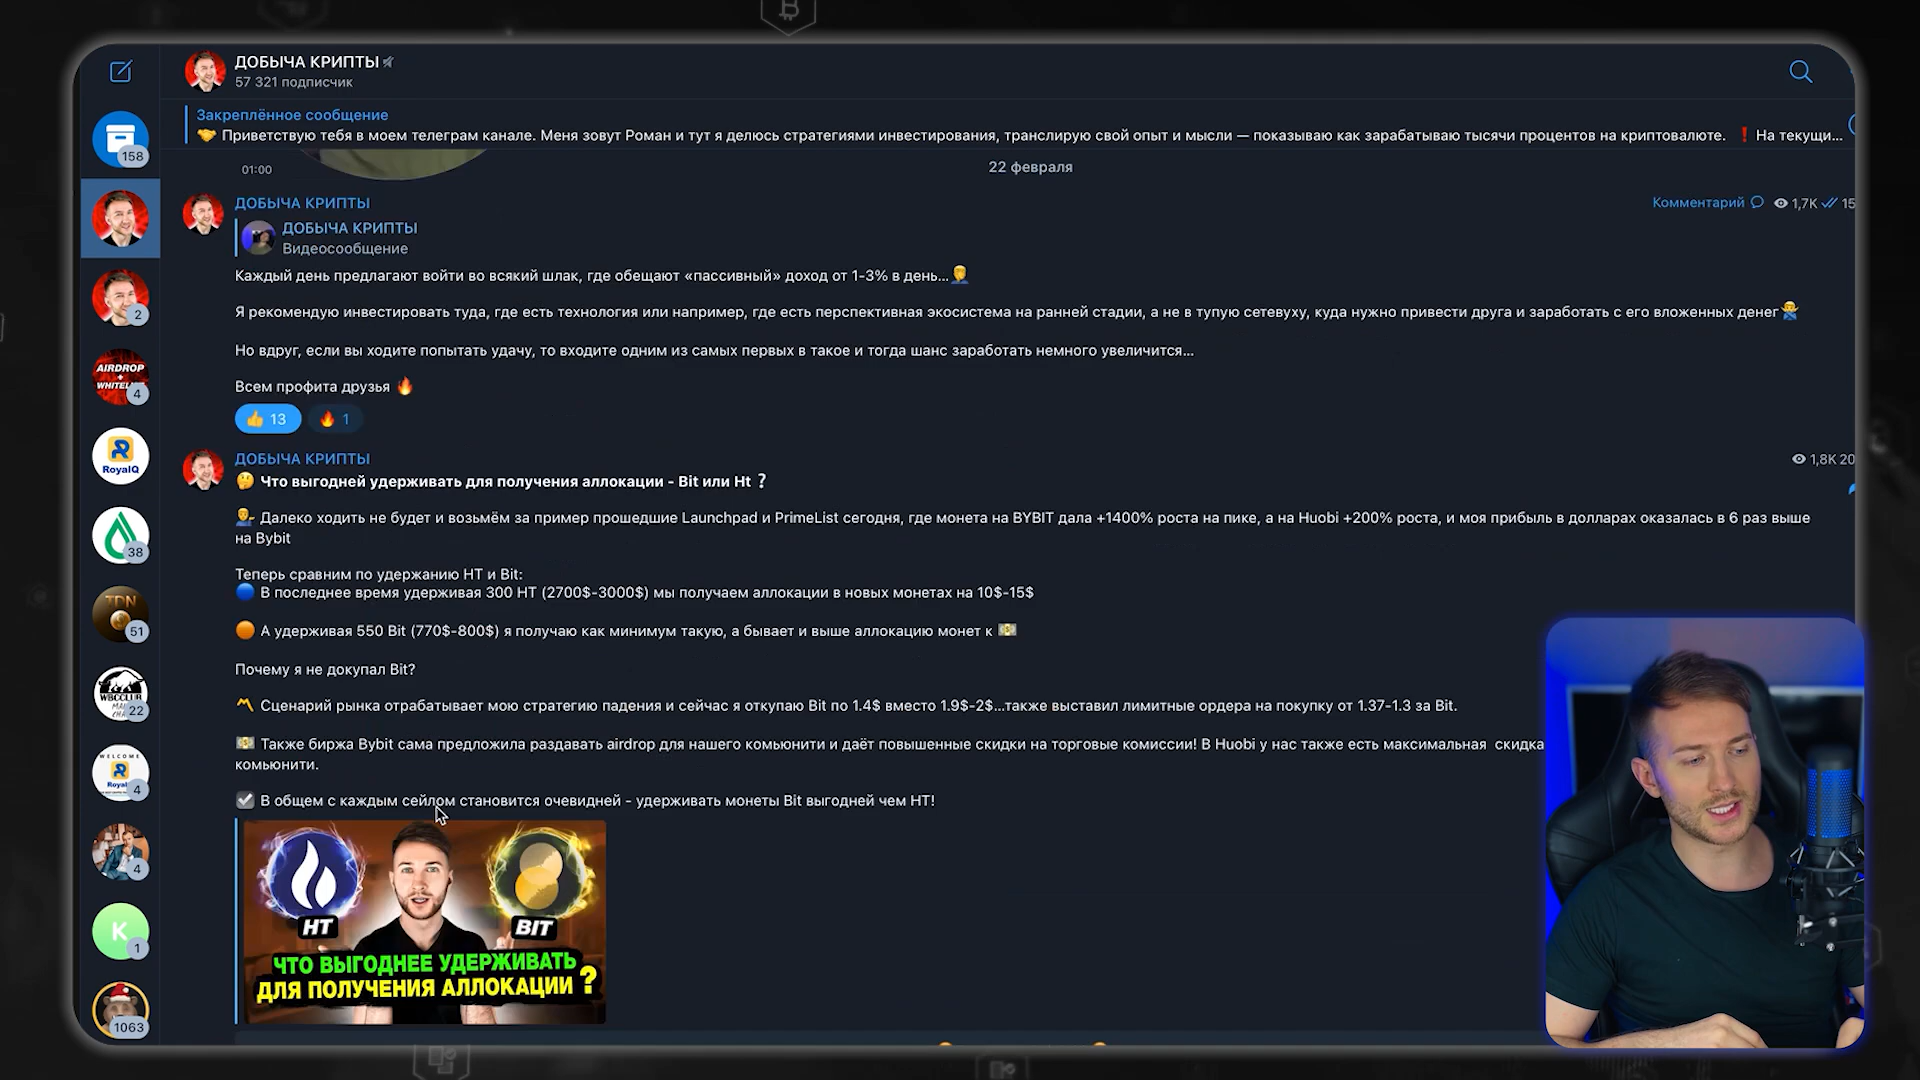 ДОБЫЧА КРИПТЫ
57 321 подписчик
Закреплённое сообщение
Приветствую тебя в моем телеграм канале. Меня зовут Роман и тут я делюсь стратегиями инвестирования, транслирую свой опыт и мысли — показываю как зарабатываю тысячи процентов на криптовалюте. ❗ На текущи...
01:00
22 февраля
ДОБЫЧА КРИПТЫ
Комментарий 1,7K 15
ДОБЫЧА КРИПТЫ
Видеосообщение
Каждый день предлагают войти во всякий шлак, где обещают «пассивный» доход от 1-3% в день...
Я рекомендую инвестировать туда, где есть технология или например, где есть перспективная экосистема на ранней стадии, а не в тупую сетевуху, куда нужно привести друга и заработать с его вложенных денег
Но вдруг, если вы ходите попытать удачу, то входите одним из самых первых в такое и тогда шанс заработать немного увеличится...
Всем профита друзья 🔥
👍 13 🔥 1
ДОБЫЧА КРИПТЫ
1,8K 20
🤔 Что выгодней удерживать для получения аллокации - Bit или Ht ?
Далеко ходить не будет и возьмём за пример прошедшие Launchpad и PrimeList сегодня, где монета на BYBIT дала +1400% роста на пике, а на Huobi +200% роста, и моя прибыль в долларах оказалась в 6 раз выше
на Bybit
Теперь сравним по удержанию HT и Bit:
🔵 В последнее время удерживая 300 HT (2700$-3000$) мы получаем аллокации в новых монетах на 10$-15$
🟠 А удерживая 550 Bit (770$-800$) я получаю как минимум такую, а бывает и выше аллокацию монет к 💵
Почему я не докупал Bit?
Сценарий рынка отрабатывает мою стратегию падения и сейчас я откупаю Bit по 1.4$ вместо 1.9$-2$...также выставил лимитные ордера на покупку от 1.37-1.3 за Bit.
💵 Также биржа Bybit сама предложила раздавать airdrop для нашего комьюнити и даёт повышенные скидки на торговые комиссии! В Huobi у нас также есть максимальная скидка
комьюнити.
В общем с каждым сейлом становится очевидней - удерживать монеты Bit выгодней чем HT!
HT
BIT
ЧТО ВЫГОДНЕЕ УДЕРЖИВАТЬ
ДЛЯ ПОЛУЧЕНИЯ АЛЛОКАЦИИ ?
158
2
AIRDROP
+
4
RoyalQ
38
TDN
51
WBCCLUB
22
WELCOME
Royal
4
4
K
1
1063